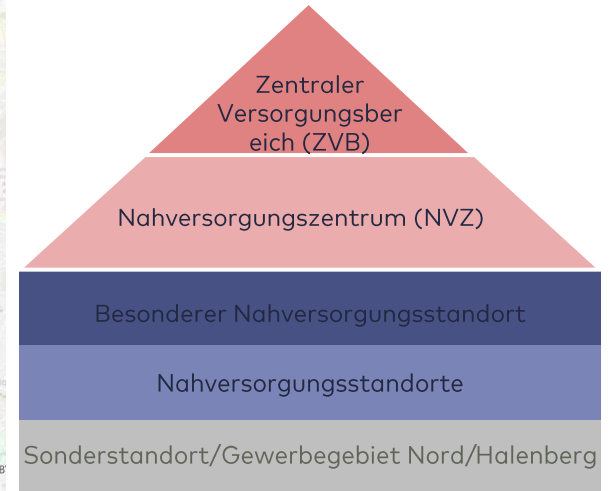 Zentraler
Versorgungsber
eich (ZVB)
Nahversorgungszentrum (NVZ)
Besonderer Nahversorgungsstandort
Nahversorgungsstandorte
Sonderstandort/Gewerbegebiet Nord/Halenberg